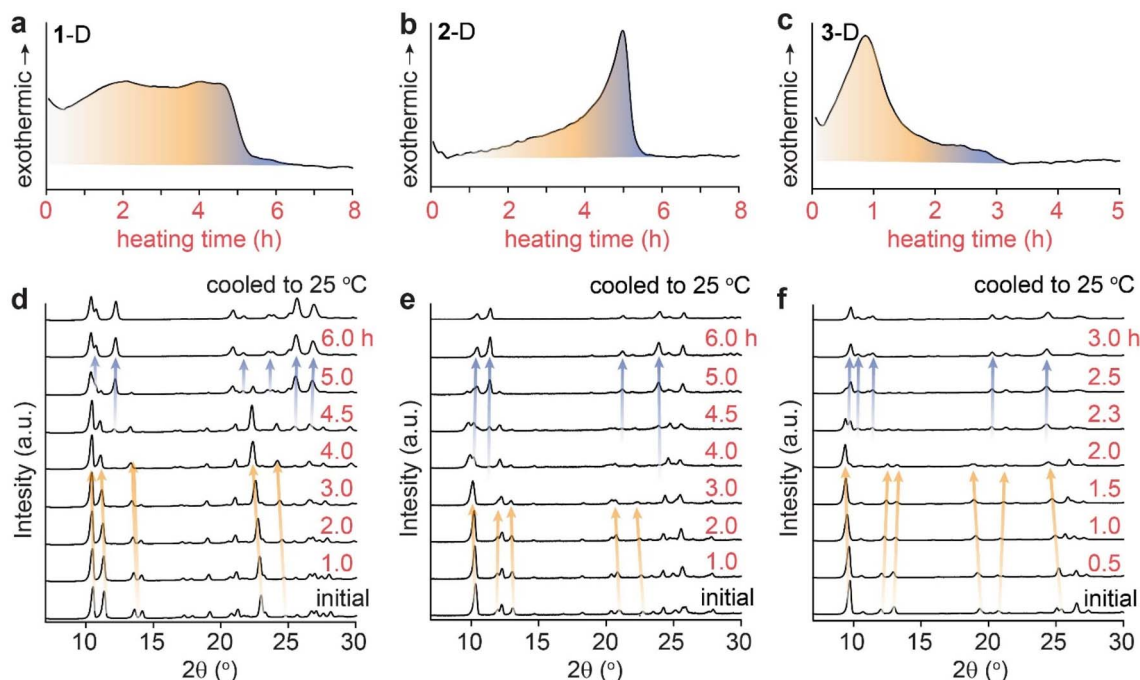 a
1-D
exothermic →
0 2 4 6 8
heating time (h)
b
2-D
exothermic →
0 2 4 6 8
heating time (h)
c
3-D
exothermic →
0 1 2 3 4 5
heating time (h)
d
cooled to 25 °C
6.0 h
5.0
4.5
4.0
3.0
2.0
1.0
initial
Intesity (a.u.)
10 15 20 25 30
2θ (°)
e
cooled to 25 °C
6.0 h
5.0
4.5
4.0
3.0
2.0
1.0
initial
Intesity (a.u.)
10 15 20 25 30
2θ (°)
f
cooled to 25 °C
3.0 h
2.5
2.3
2.0
1.5
1.0
0.5
initial
Intesity (a.u.)
10 15 20 25 30
2θ (°)